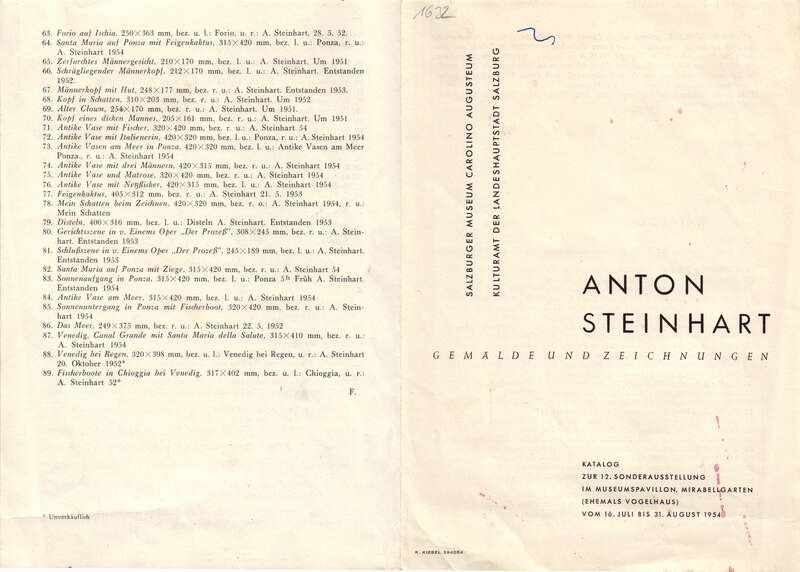 63. Forio auf Ischia, 250×363 mm, bez. u. l.: Forio, u. r.: A. Steinhart. 28. 5. 52.
64. Santa Maria auf Ponza mit Feigenkaktus, 315×420 mm, bez. l. u.: Ponza, r. u.:
A. Steinhart 1954
65. Zerfurchtes Männergesicht, 210×170 mm, bez. l. u.: A. Steinhart. Um 1951
66. Schrägliegender Männerkopf, 212×170 mm, bez. l. u.: A. Steinhart. Entstanden
1952.
67. Männerkopf mit Hut, 248×177 mm, bez. r. u.: A. Steinhart. Entstanden 1953.
68. Kopf in Schatten, 310×203 mm, bez. r. u.: A. Steinhart. Um 1952
69. Alter Clown, 254×170 mm, bez. r. u.: A. Steinhart. Um 1951.
70. Kopf eines dicken Mannes, 205×161 mm, bez. r. u.: A. Steinhart. Um 1951
71. Antike Vase mit Fischer, 320×420 mm, bez. r. u.: A. Steinhart 54
72. Antike Vase mit Italienerin, 420×320 mm, bez. l. u.: Ponza, r. u.: A. Steinhart 1954
73. Antike Vasen am Meer in Ponza, 420×320 mm, bez. l. u.: Antike Vasen am Meer
Ponza., r. u.: A. Steinhart 1954
74. Antike Vase mit drei Männern, 420×315 mm, bez. r. u.: A. Steinhart 1954
75. Antike Vase und Matrose, 320×420 mm, bez. r. u.: A. Steinhart 1954
76. Antike Vase mit Netzflicker, 420×315 mm, bez. l. u.: A. Steinhart 1954
77. Feigenkaktus, 405×312 mm, bez. r. u.: A. Steinhart 21. 5. 1953
78. Mein Schatten beim Zeichnen, 420×320 mm, bez. r. o.: A. Steinhart 1954, r. u.:
Mein Schatten
79. Disteln, 400×316 mm, bez. l. u.: Disteln A. Steinhart. Entstanden 1953
80. Gerichtsszene in v. Einems Oper „Der Prozeß", 308×245 mm, bez. r. u.: A. Stein-
hart. Entstanden 1953
81. Schlußszene in v. Einems Oper „Der Prozeß", 245×189 mm, bez. l. u.: A. Steinhart.
Entstanden 1953.
82. Santa Maria auf Ponza mit Ziege, 315×420 mm, bez. r. u.: A. Steinhart 54
83. Sonnenaufgang in Ponza, 315×420 mm, bez. l. u.: Ponza 5h Früh A. Steinhart.
Entstanden 1954
84. Antike Vase am Meer, 315×420 mm, bez. l. u.: A. Steinhart 1954
85. Sonnenuntergang in Ponza mit Fischerboot, 320×420 mm, bez. r. u.: A. Stein-
hart 1954
86. Das Meer, 249×375 mm, bez. r. u.: A. Steinhart 22. 5. 1952
87. Venedig, Canal Grande mit Santa Maria della Salute, 315×410 mm, bez. r. u.:
A. Steinhart 1954
88. Venedig bei Regen, 320×398 mm, bez. u. l.: Venedig bei Regen, u. r.: A. Steinhart
20. Oktober 1952*
89. Fischerboote in Chioggia bei Venedig, 317×402 mm, bez. u. l.: Chioggia, u. r.:
A. Steinhart 52*
F.
* Unverkäuflich
1632
SALZBURGER MUSEUM CAROLINO AUGUSTEUM
KULTURAMT DER LANDESHAUPTSTADT SALZBURG
ANTON
STEINHART
GEMÄLDE UND ZEICHNUNGEN
KATALOG
ZUR 12. SONDERAUSSTELLUNG
IM MUSEUMSPAVILLON, MIRABELLGARTEN
(EHEMALS VOGELHAUS)
VOM 16. JULI BIS 31. AUGUST 1954
R. KIESEL 584054